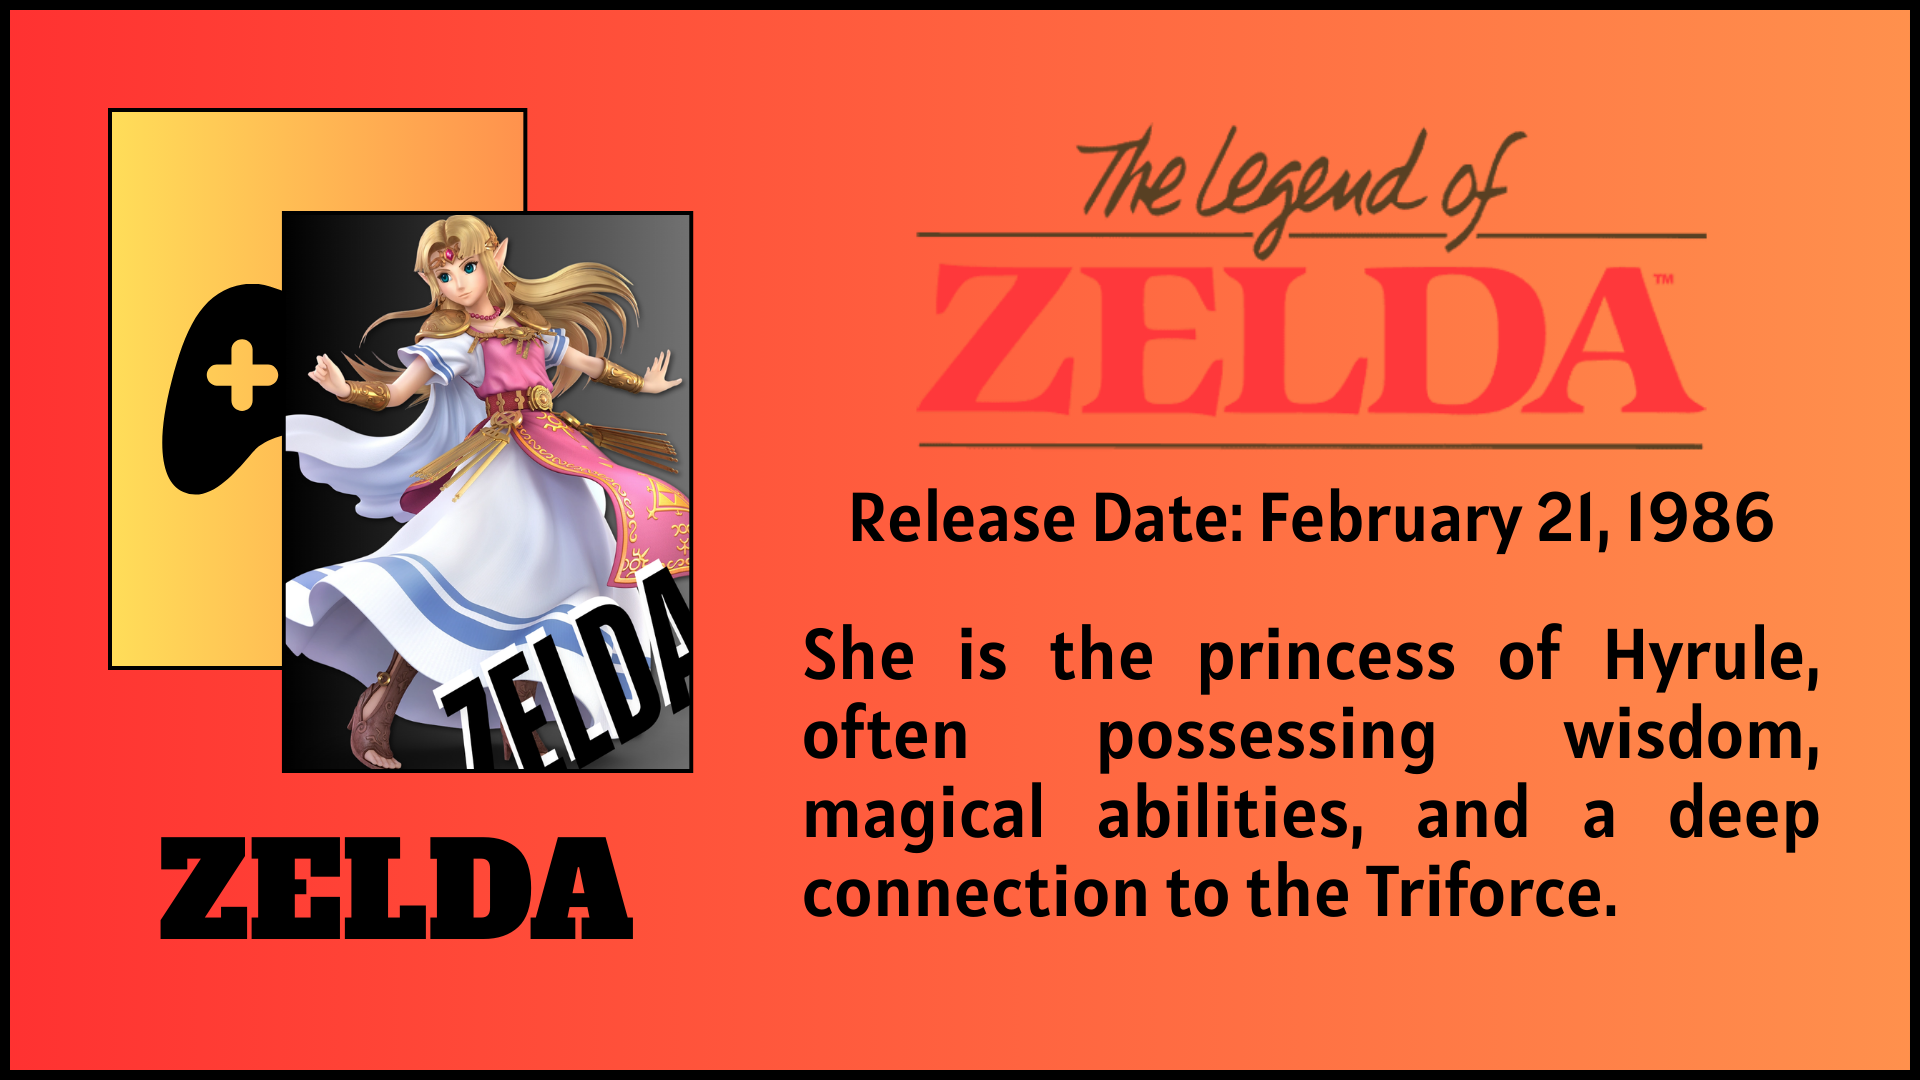 ZELDA
ZELDA
The Legend of
ZELDA™
Release Date: February 21, 1986
She is the princess of Hyrule,
often possessing wisdom,
magical abilities, and a deep
connection to the Triforce.